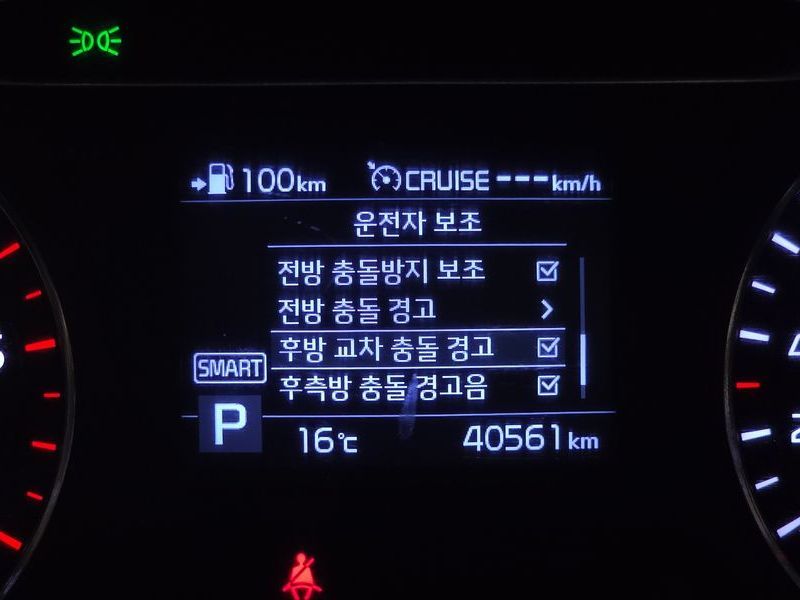 100km CRUISE ---km/h
운전자 보조
전방 충돌방지 보조
전방 충돌 경고
후방 교차 충돌 경고
후측방 충돌 경고음
SMART
P 16℃ 40561km